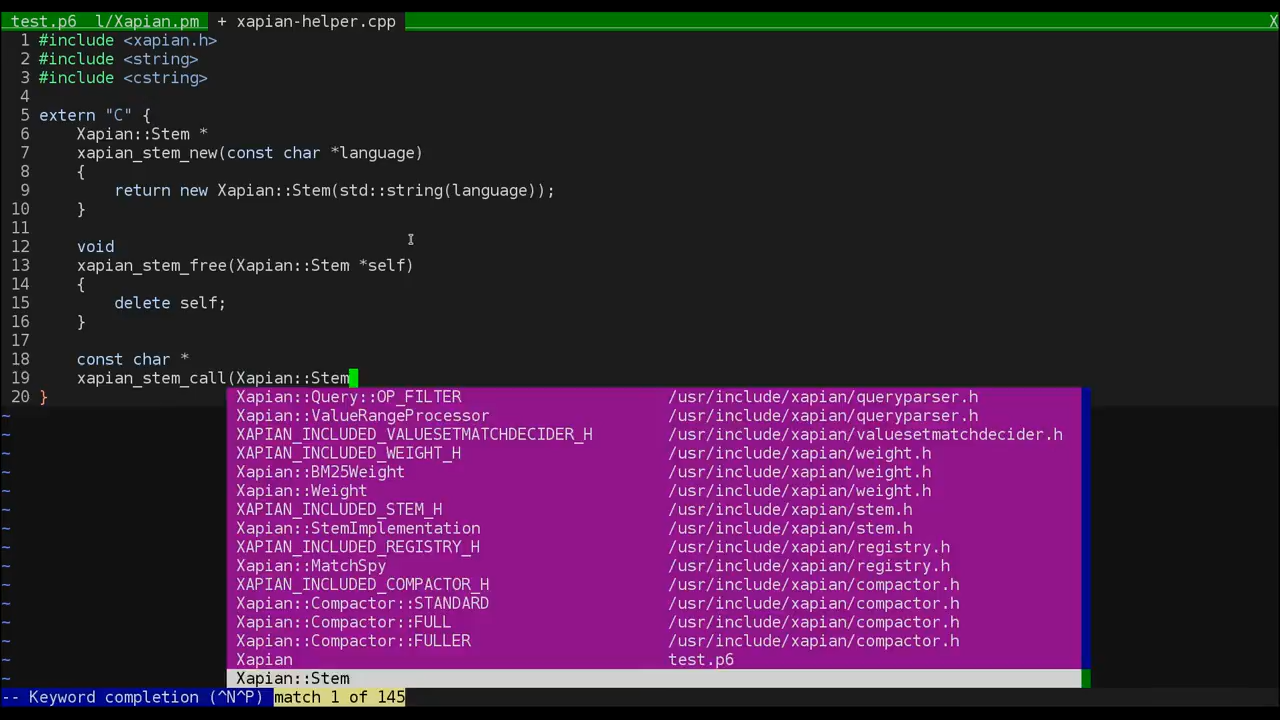 test.p6  l/Xapian.pm  + xapian-helper.cpp X
1 #include <xapian.h>
2 #include <string>
3 #include <cstring>
4
5 extern "C" {
6     Xapian::Stem *
7     xapian_stem_new(const char *language)
8     {
9         return new Xapian::Stem(std::string(language));
10     }
11
12     void
13     xapian_stem_free(Xapian::Stem *self)
14     {
15         delete self;
16     }
17
18     const char *
19     xapian_stem_call(Xapian::Stem
20 }
~ Xapian::Query::OP_FILTER /usr/include/xapian/queryparser.h
~ Xapian::ValueRangeProcessor /usr/include/xapian/queryparser.h
~ XAPIAN_INCLUDED_VALUESETMATCHDECIDER_H /usr/include/xapian/valuesetmatchdecider.h
~ XAPIAN_INCLUDED_WEIGHT_H /usr/include/xapian/weight.h
~ Xapian::BM25Weight /usr/include/xapian/weight.h
~ Xapian::Weight /usr/include/xapian/weight.h
~ XAPIAN_INCLUDED_STEM_H /usr/include/xapian/stem.h
~ Xapian::StemImplementation /usr/include/xapian/stem.h
~ XAPIAN_INCLUDED_REGISTRY_H /usr/include/xapian/registry.h
~ Xapian::MatchSpy /usr/include/xapian/registry.h
~ XAPIAN_INCLUDED_COMPACTOR_H /usr/include/xapian/compactor.h
~ Xapian::Compactor::STANDARD /usr/include/xapian/compactor.h
~ Xapian::Compactor::FULL /usr/include/xapian/compactor.h
~ Xapian::Compactor::FULLER /usr/include/xapian/compactor.h
~ Xapian test.p6
~ Xapian::Stem
-- Keyword completion (^N^P) match 1 of 145